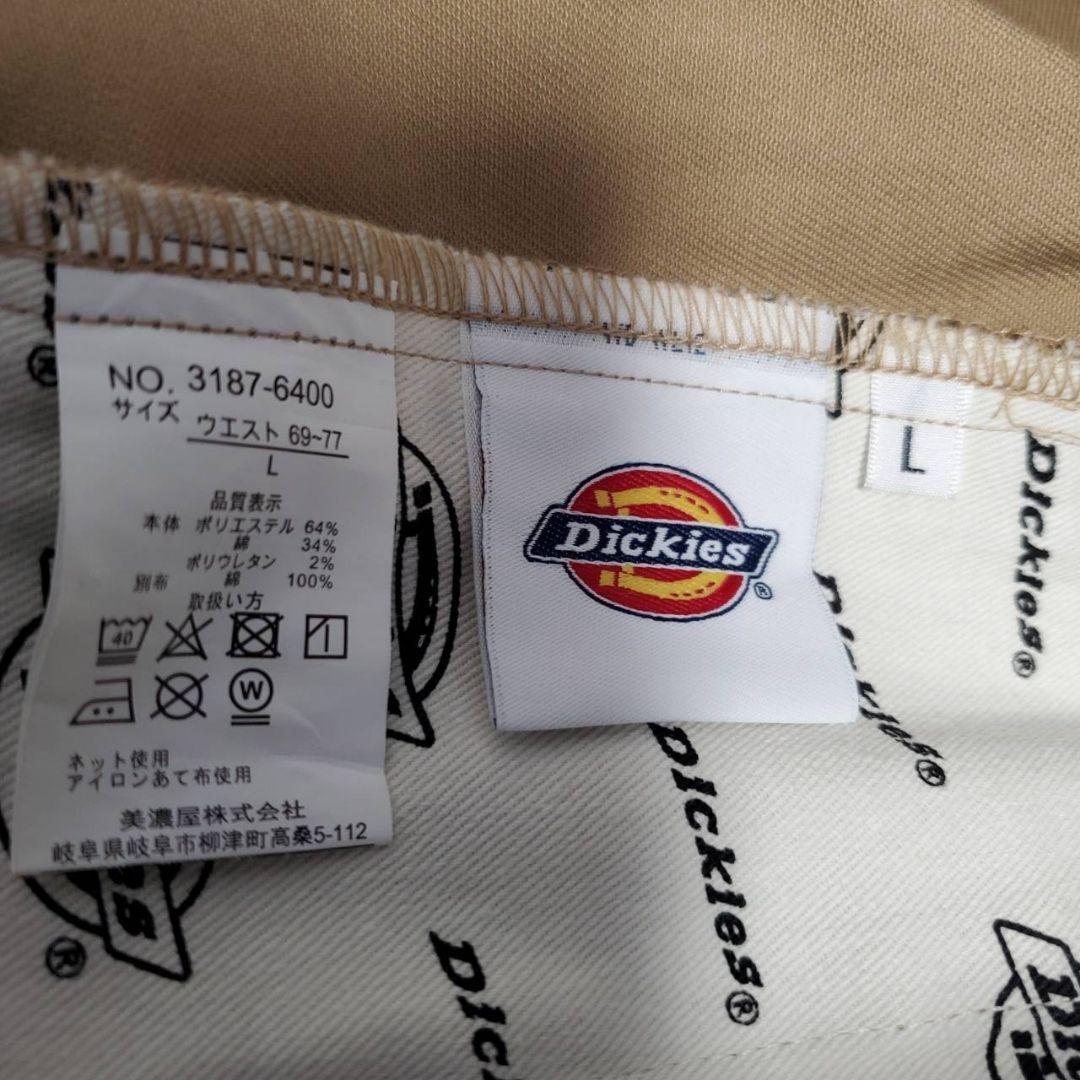 NO. 3187-6400
サイズ ウエスト 69~77
L
品質表示
本体 ポリエステル 64%
綿 34%
ポリウレタン 2%
別布 綿 100%
取扱い方
40
W
ネット使用
アイロンあて布使用
美濃屋株式会社
岐阜県岐阜市柳津町高桑5-112
Dickies®
L
Dickies®
Dickies®
Dickies®
Dick
®
®